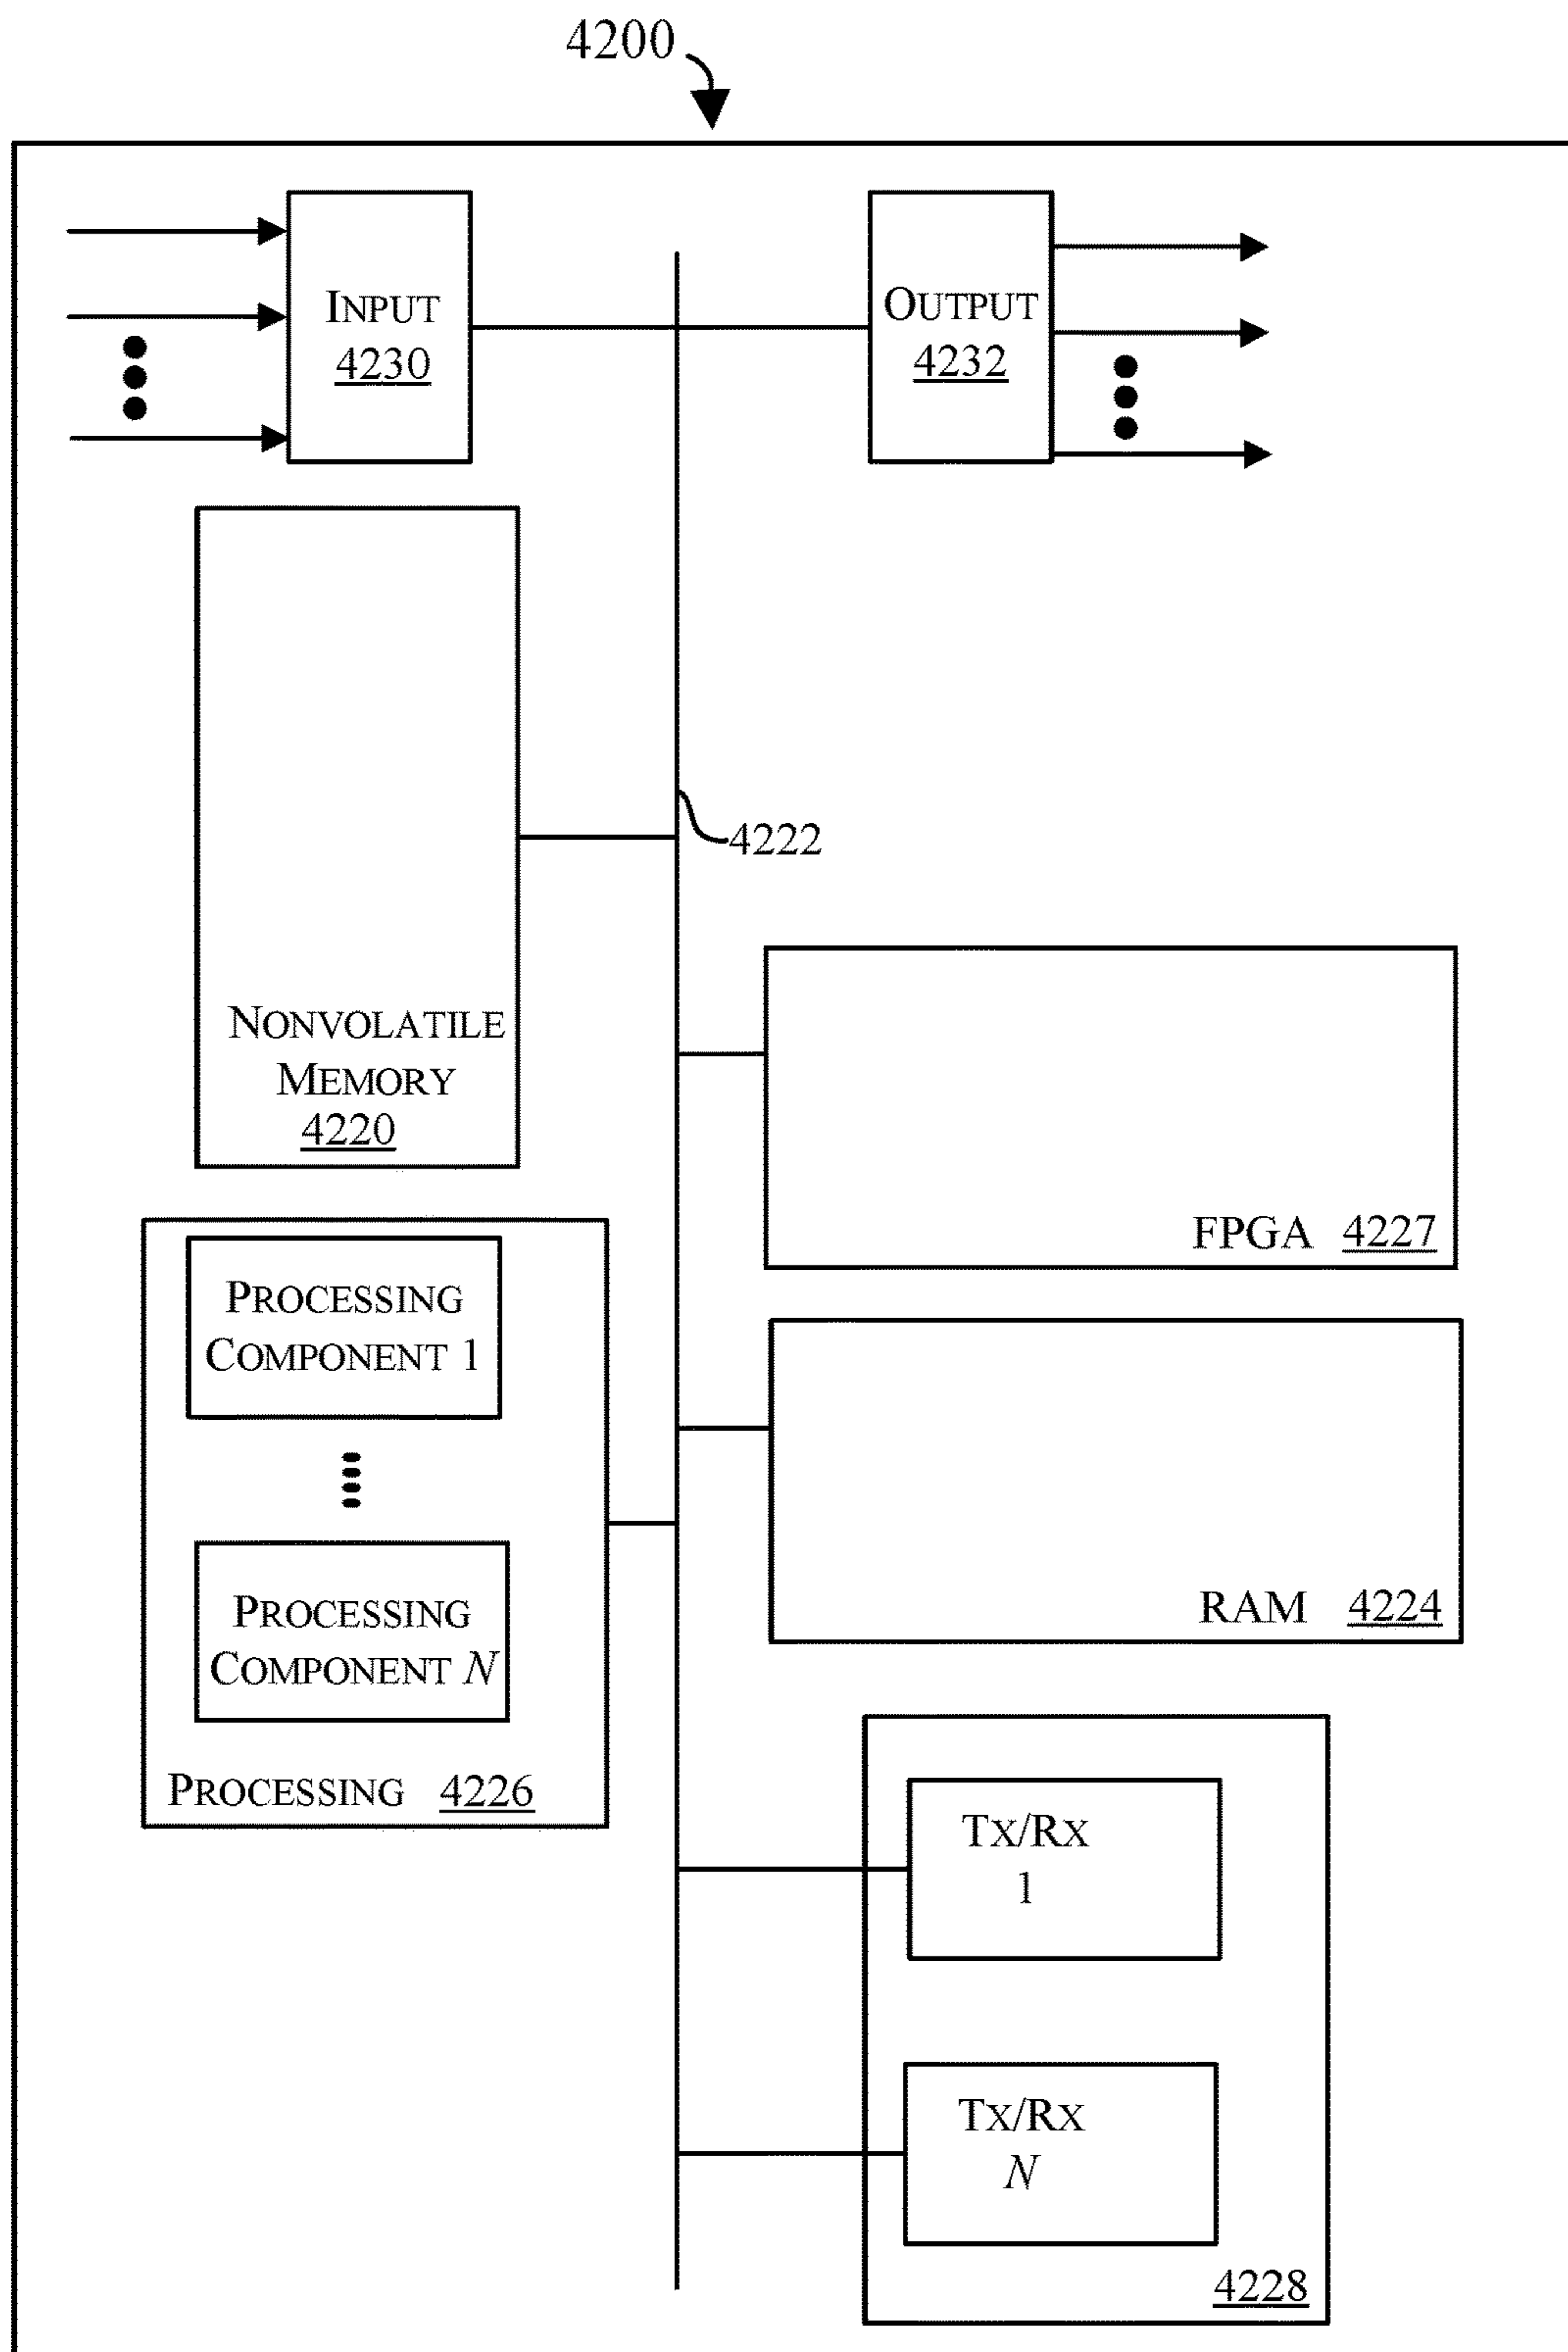 4200
INPUT
4230
OUTPUT
4232
4222
NONVOLATILE
MEMORY
4220
FPGA 4227
PROCESSING
COMPONENT 1
PROCESSING
COMPONENT N
PROCESSING 4226
RAM 4224
TX/RX
1
TX/RX
N
4228